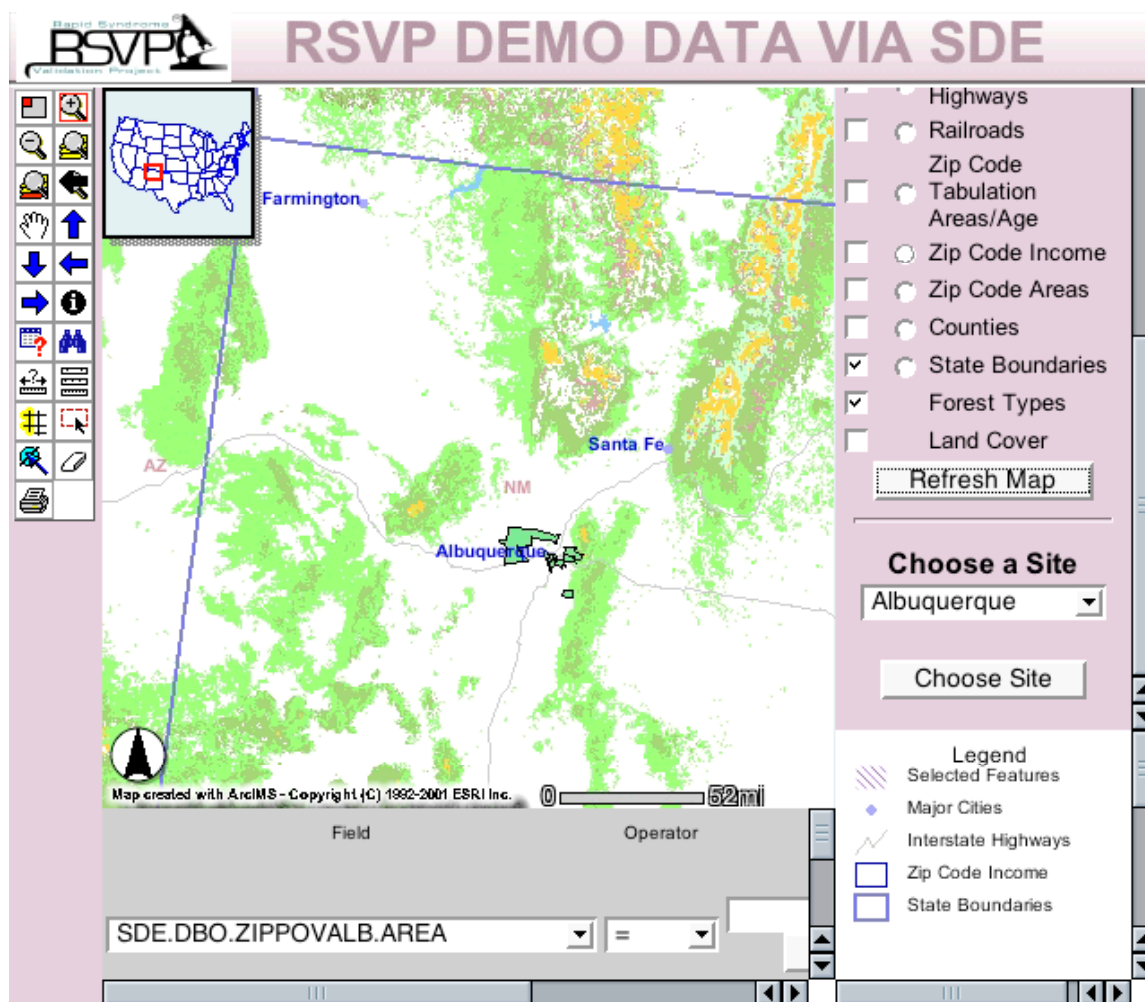 Rapid Syndrome
RSVP
Validation Project
RSVP DEMO DATA VIA SDE
Highways
Railroads
Zip Code
Tabulation
Areas/Age
Zip Code Income
Zip Code Areas
Counties
State Boundaries
Forest Types
Land Cover
Refresh Map
Choose a Site
Albuquerque
Choose Site
Legend
Selected Features
Major Cities
Interstate Highways
Zip Code Income
State Boundaries
CO
Farmington
Santa Fe
AZ
NM
Albuquerque
Map created with ArcIMS - Copyright (C) 1992-2001 ESRI Inc.
0 52mi
Field Operator
SDE.DBO.ZIPPOVALB.AREA =